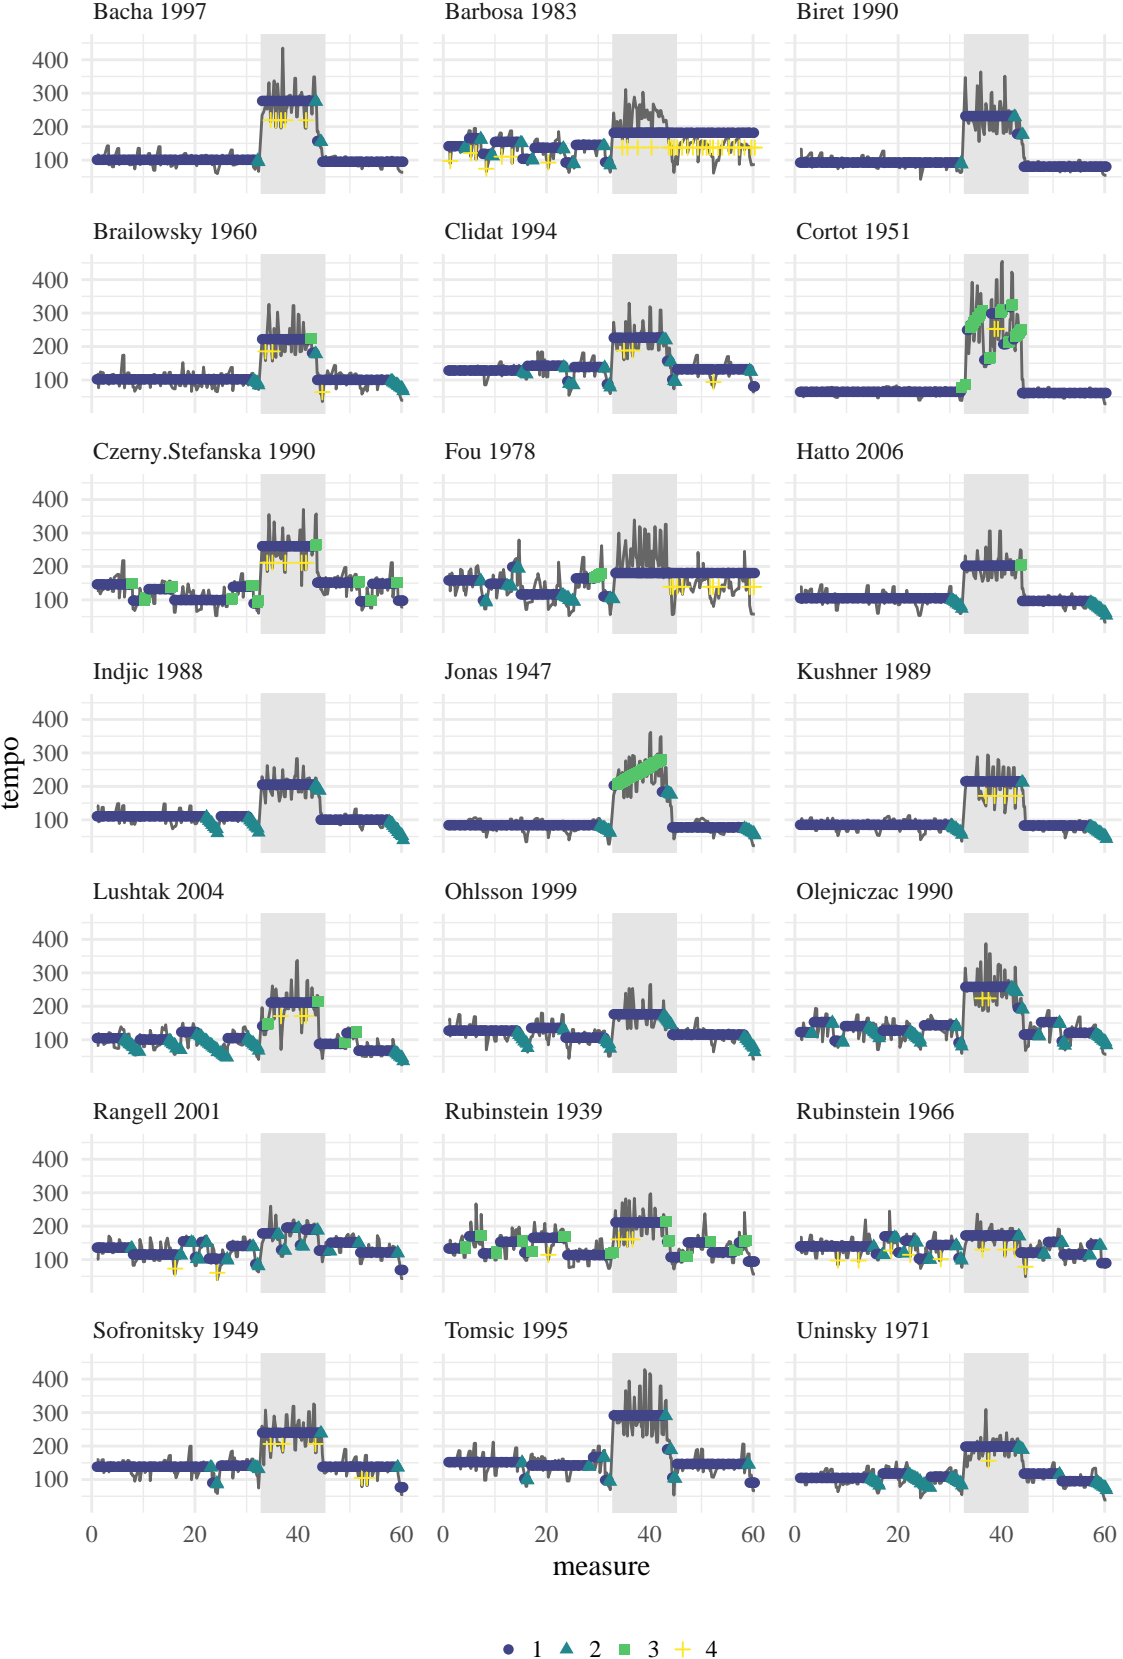 Bacha 1997 Barbosa 1983 Biret 1990
400
300
200
100
Brailowsky 1960 Clidat 1994 Cortot 1951
400
300
200
100
Czerny.Stefanska 1990 Fou 1978 Hatto 2006
400
300
200
100
Indjic 1988 Jonas 1947 Kushner 1989
400
300
200
100
tempo
Lushtak 2004 Ohlsson 1999 Olejniczac 1990
400
300
200
100
Rangell 2001 Rubinstein 1939 Rubinstein 1966
400
300
200
100
Sofronitsky 1949 Tomsic 1995 Uninsky 1971
400
300
200
100
0 20 40 60 0 20 40 60 0 20 40 60
measure
1 2 3 4